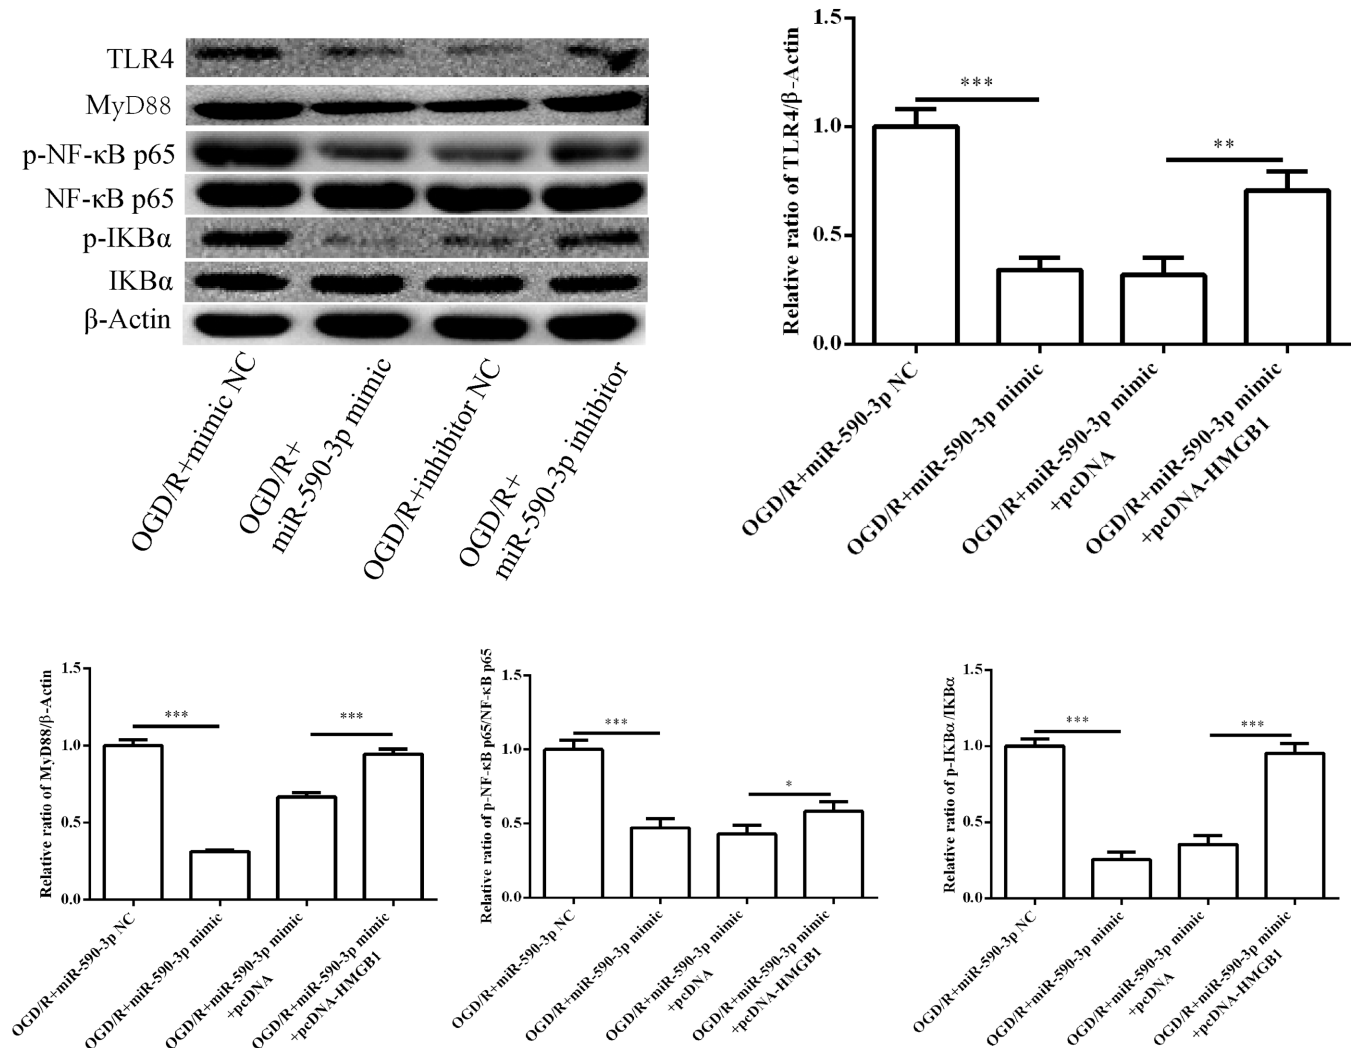 TLR4
MyD88
p-NF-κB p65
NF-κB p65
p-IKBα
IKBα
β-Actin
OGD/R+mimic NC
OGD/R+
miR-590-3p mimic
OGD/R+inhibitor NC
OGD/R+
miR-590-3p inhibitor
Relative ratio of TLR4/β-Actin
1.5
1.0
0.5
0.0
***
**
OGD/R+miR-590-3p NC
OGD/R+miR-590-3p mimic
OGD/R+miR-590-3p mimic
+pcDNA
OGD/R+miR-590-3p mimic
+pcDNA-HMGB1
Relative ratio of MyD88/β-Actin
1.5
1.0
0.5
0.0
***
***
OGD/R+miR-590-3p NC
OGD/R+miR-590-3p mimic
OGD/R+miR-590-3p mimic
+pcDNA
OGD/R+miR-590-3p mimic
+pcDNA-HMGB1
Relative ratio of p-NF-κB p65/NF-κB p65
1.5
1.0
0.5
0.0
***
*
OGD/R+miR-590-3p NC
OGD/R+miR-590-3p mimic
OGD/R+miR-590-3p mimic
+pcDNA
OGD/R+miR-590-3p mimic
+pcDNA-HMGB1
Relative ratio of p-IKBα/IKBα
1.5
1.0
0.5
0.0
***
***
OGD/R+miR-590-3p NC
OGD/R+miR-590-3p mimic
OGD/R+miR-590-3p mimic
+pcDNA
OGD/R+miR-590-3p mimic
+pcDNA-HMGB1